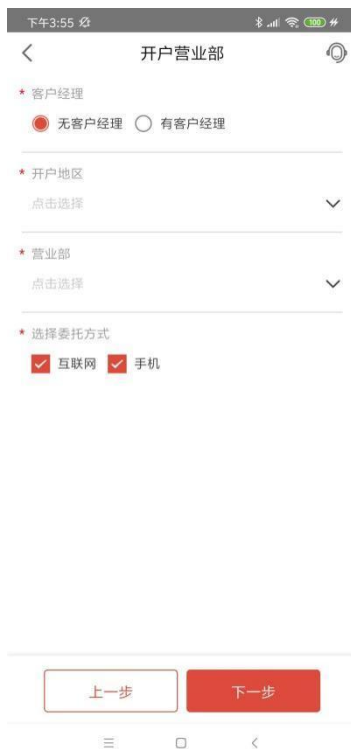 下午3:55 100
开户营业部
* 客户经理
无客户经理 有客户经理
* 开户地区
点击选择
* 营业部
点击选择
* 选择委托方式
互联网 手机
上一步 下一步